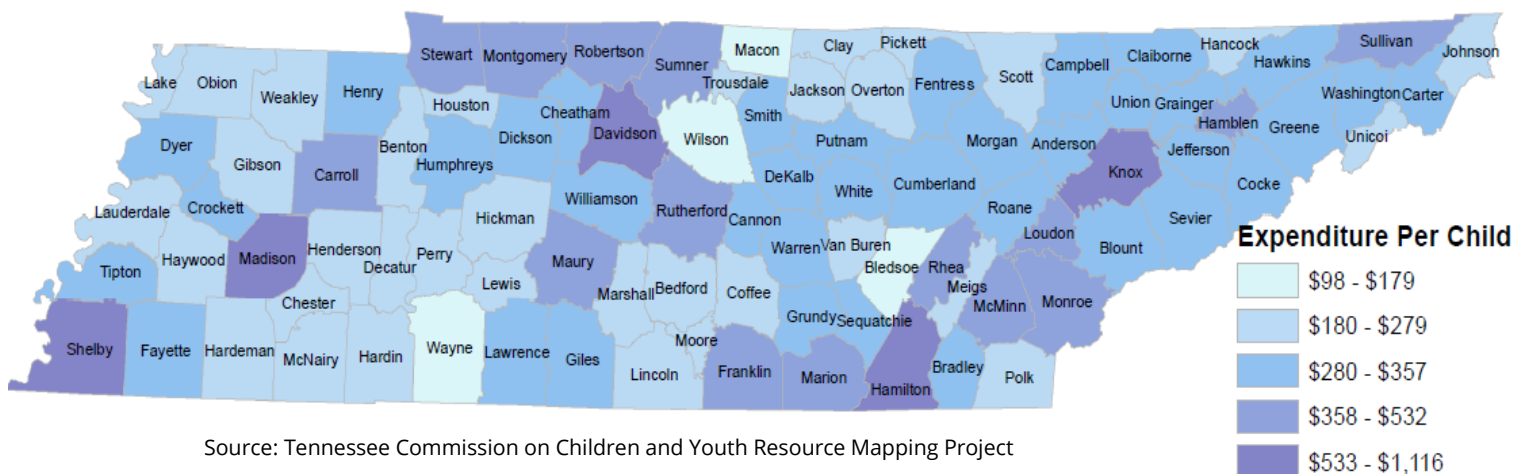 Stewart Montgomery Robertson Sumner Macon Clay Pickett Hancock Sullivan Johnson
Lake Obion Weakley Henry Houston Trousdale Jackson Overton Fentress Scott Campbell Claiborne Hawkins
Cheatham Davidson Wilson Smith Union Grainger Washington Carter
Dyer Gibson Carroll Benton Humphreys Dickson Putnam Morgan Anderson Hamblen Greene Unicoi
Knox Jefferson
Lauderdale Crockett Williamson DeKalb White Cumberland Cocke
Hickman Rutherford Cannon Roane Sevier
Tipton Haywood Madison Henderson Decatur Perry Maury Warren Van Buren Bledsoe Rhea Loudon Blount
Chester Lewis Marshall Bedford Coffee Meigs McMinn Monroe
Shelby Fayette Hardeman McNairy Hardin Wayne Lawrence Giles Moore Grundy Sequatchie
Lincoln Franklin Marion Hamilton Bradley Polk
Expenditure Per Child
$98 - $179
$180 - $279
$280 - $357
$358 - $532
$533 - $1,116
Source: Tennessee Commission on Children and Youth Resource Mapping Project